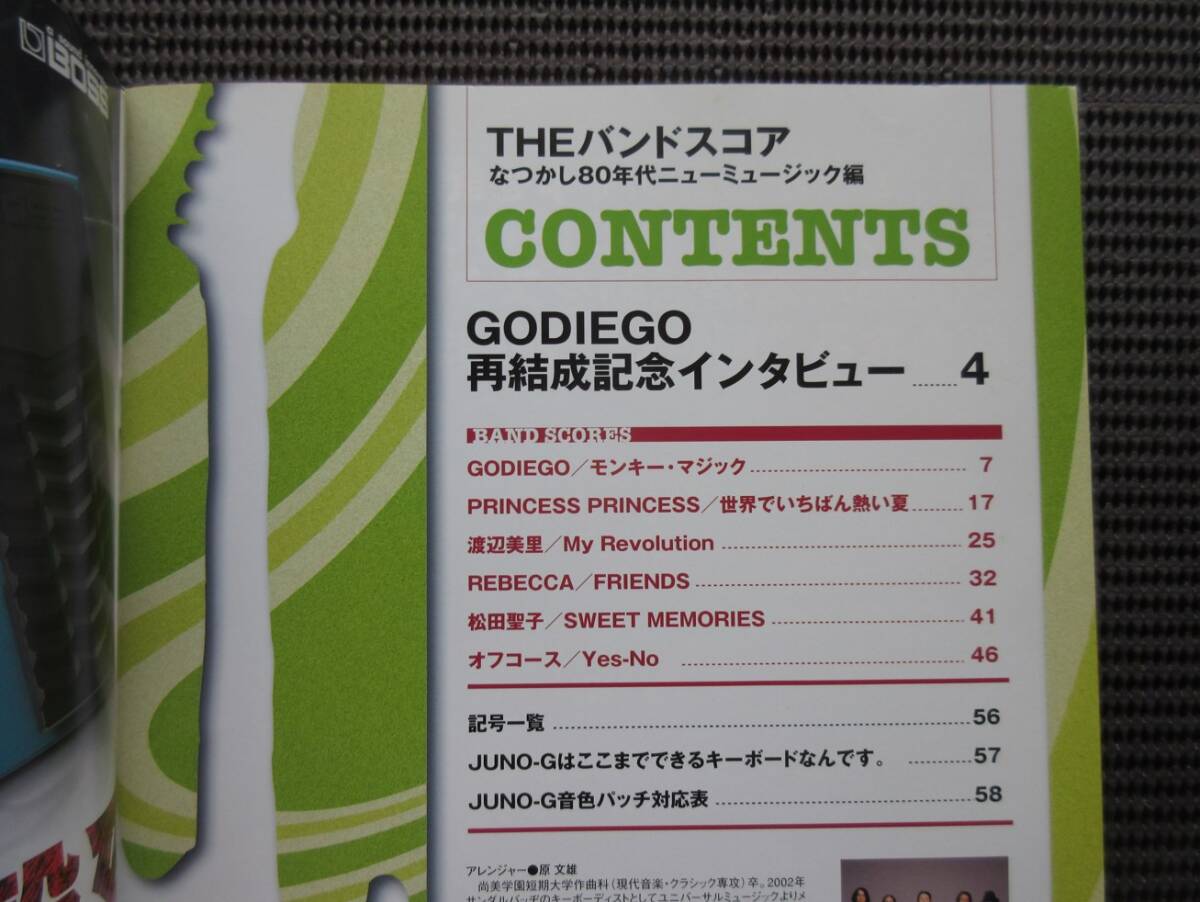 BOSS
THEバンドスコア
なつかし80年代ニューミュージック編
CONTENTS
GODIEGO
再結成記念インタビュー ........ 4
BAND SCORES
GODIEGO／モンキー・マジック ........ 7
PRINCESS PRINCESS／世界でいちばん熱い夏 ........ 17
渡辺美里／My Revolution ........ 25
REBECCA／FRIENDS ........ 32
松田聖子／SWEET MEMORIES ........ 41
オフコース／Yes-No ........ 46
記号一覧 ........ 56
JUNO-Gはここまでできるキーボードなんです。 ........ 57
JUNO-G音色パッチ対応表 ........ 58
アレンジャー●原 文雄
尚美学園短期大学作曲科（現代音楽・クラシック専攻）卒。2002年
サンダルバッヂのキーボーディストとしてユニバーサルミュージックよりメ